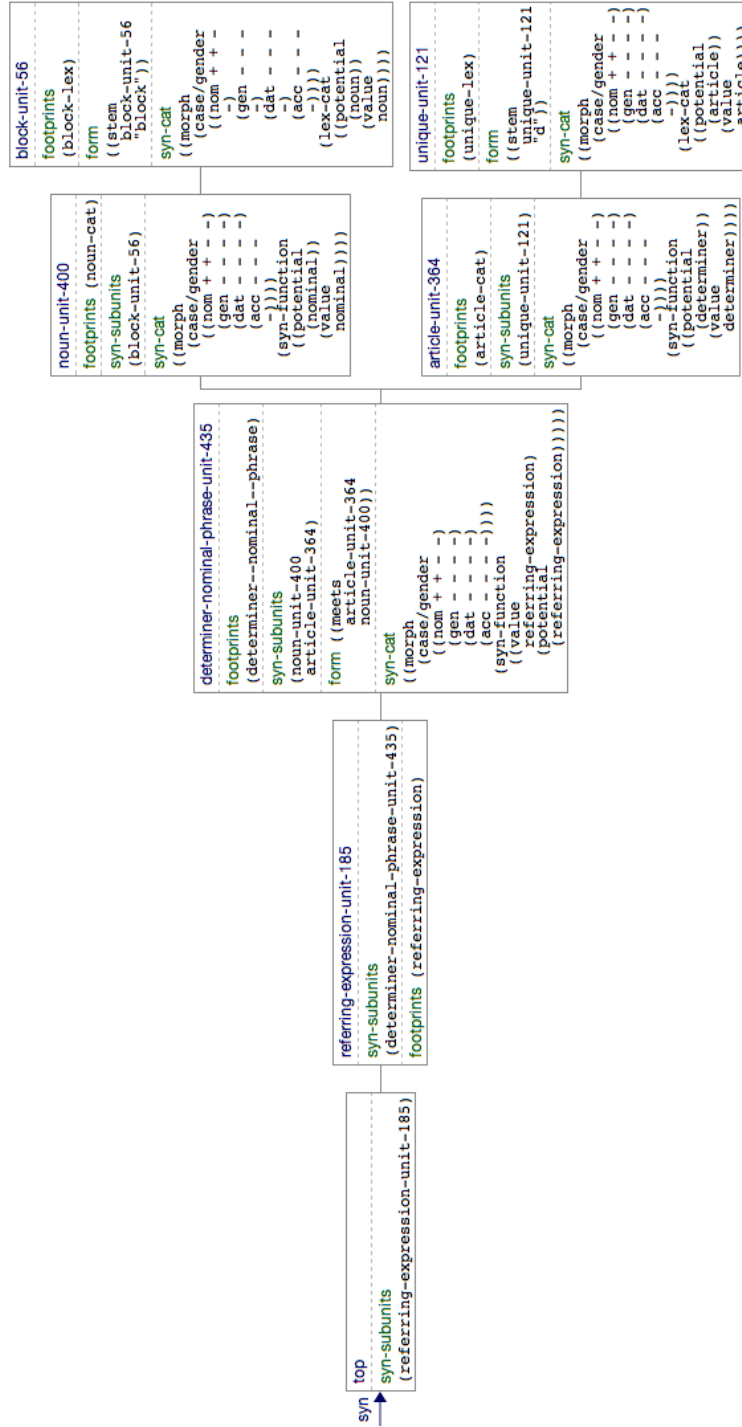 syn
top
syn-subunits
(referring-expression-unit-185)
referring-expression-unit-185
syn-subunits
(determiner-nominal-phrase-unit-435)
footprints (referring-expression)
determiner-nominal-phrase-unit-435
footprints
(determiner--nominal--phrase)
syn-subunits
(noun-unit-400
article-unit-364)
form ((meets
article-unit-364
noun-unit-400))
syn-cat
((morph
(case/gender
((nom + + - -)
(gen - - - -)
(dat - - - -)
(acc - - - -))))
(syn-function
((value
referring-expression)
(potential
(referring-expression)))))
noun-unit-400
footprints (noun-cat)
syn-subunits
(block-unit-56)
syn-cat
((morph
(case/gender
((nom + + - -)
(gen - - - -)
(dat - - - -)
(acc - - -
-))))
(syn-function
((potential
(nominal))
(value
nominal))))
block-unit-56
footprints
(block-lex)
form
((stem
block-unit-56
"block"))
syn-cat
((morph
(case/gender
((nom + + -
-)
(gen - - -
-)
(dat - - -
-)
(acc - - -
-))))
(lex-cat
((potential
(noun))
(value
noun))))
article-unit-364
footprints
(article-cat)
syn-subunits
(unique-unit-121)
syn-cat
((morph
(case/gender
((nom + + - -)
(gen - - - -)
(dat - - - -)
(acc - - -
-))))
(syn-function
((potential
(determiner))
(value
determiner))))
unique-unit-121
footprints
(unique-lex)
form
((stem
unique-unit-121
"d"))
syn-cat
((morph
(case/gender
((nom + + - -)
(gen - - - -)
(dat - - - -)
(acc - - -
-))))
(lex-cat
((potential
(article))
(value
article))))